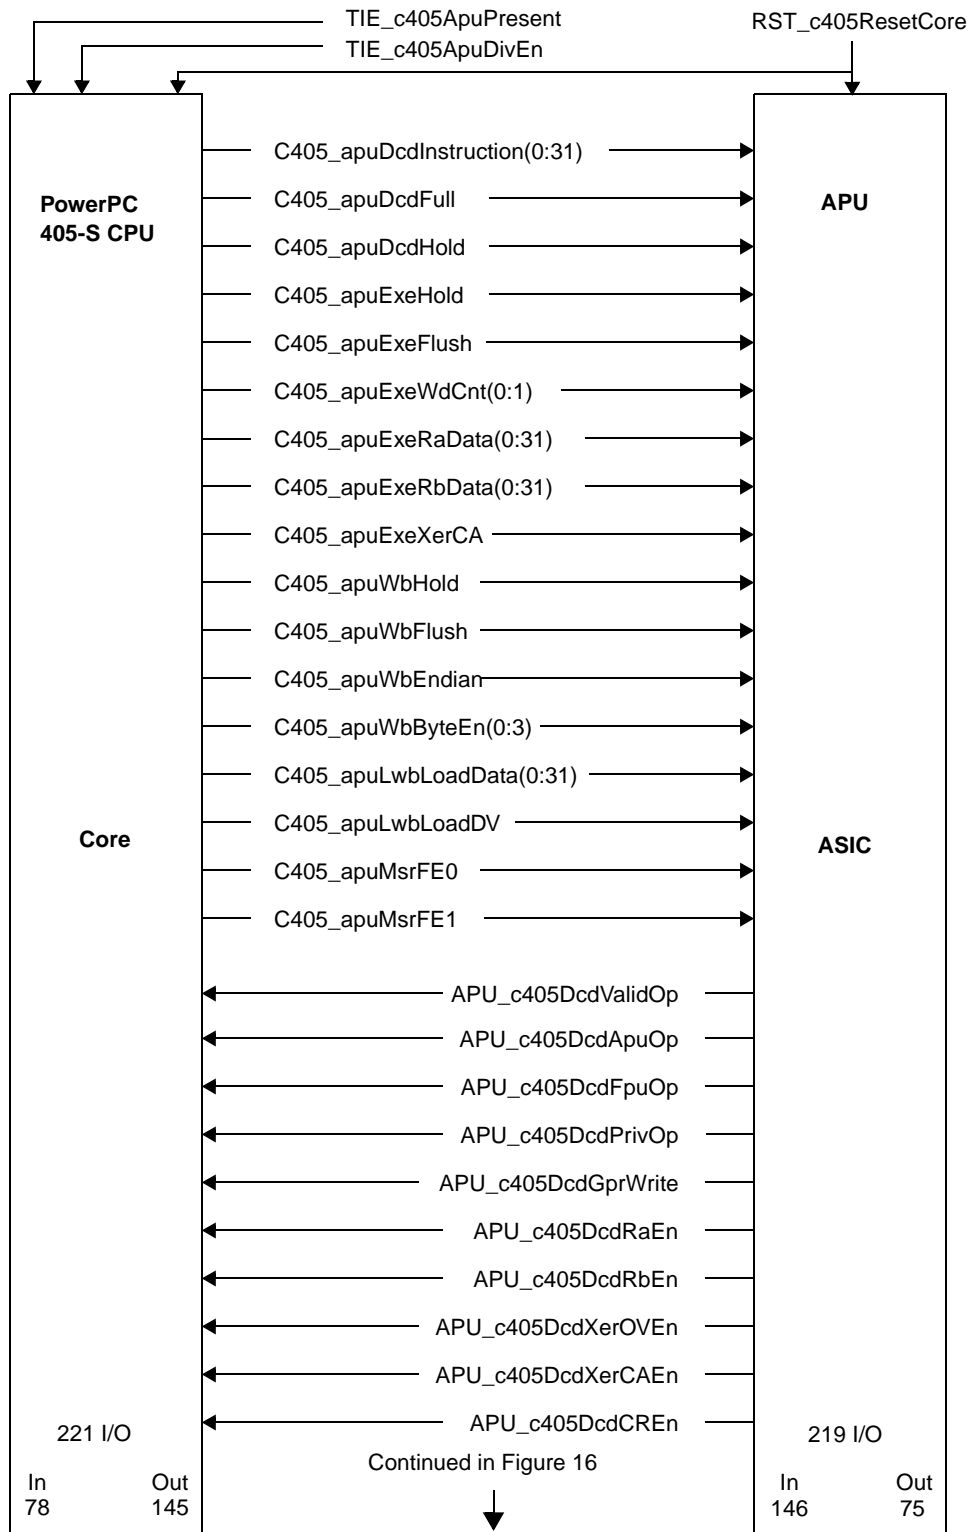 TIE_c405ApuPresent
RST_c405ResetCore
TIE_c405ApuDivEn
C405_apuDcdInstruction(0:31)
PowerPC
405-S CPU
C405_apuDcdFull
APU
C405_apuDcdHold
C405_apuExeHold
C405_apuExeFlush
C405_apuExeWdCnt(0:1)
C405_apuExeRaData(0:31)
C405_apuExeRbData(0:31)
C405_apuExeXerCA
C405_apuWbHold
C405_apuWbFlush
C405_apuWbEndian
C405_apuWbByteEn(0:3)
C405_apuLwbLoadData(0:31)
C405_apuLwbLoadDV
Core
ASIC
C405_apuMsrFE0
C405_apuMsrFE1
APU_c405DcdValidOp
APU_c405DcdApuOp
APU_c405DcdFpuOp
APU_c405DcdPrivOp
APU_c405DcdGprWrite
APU_c405DcdRaEn
APU_c405DcdRbEn
APU_c405DcdXerOVEn
APU_c405DcdXerCAEn
APU_c405DcdCREn
221 I/O
219 I/O
Continued in Figure 16
In Out
78 145
In Out
146 75